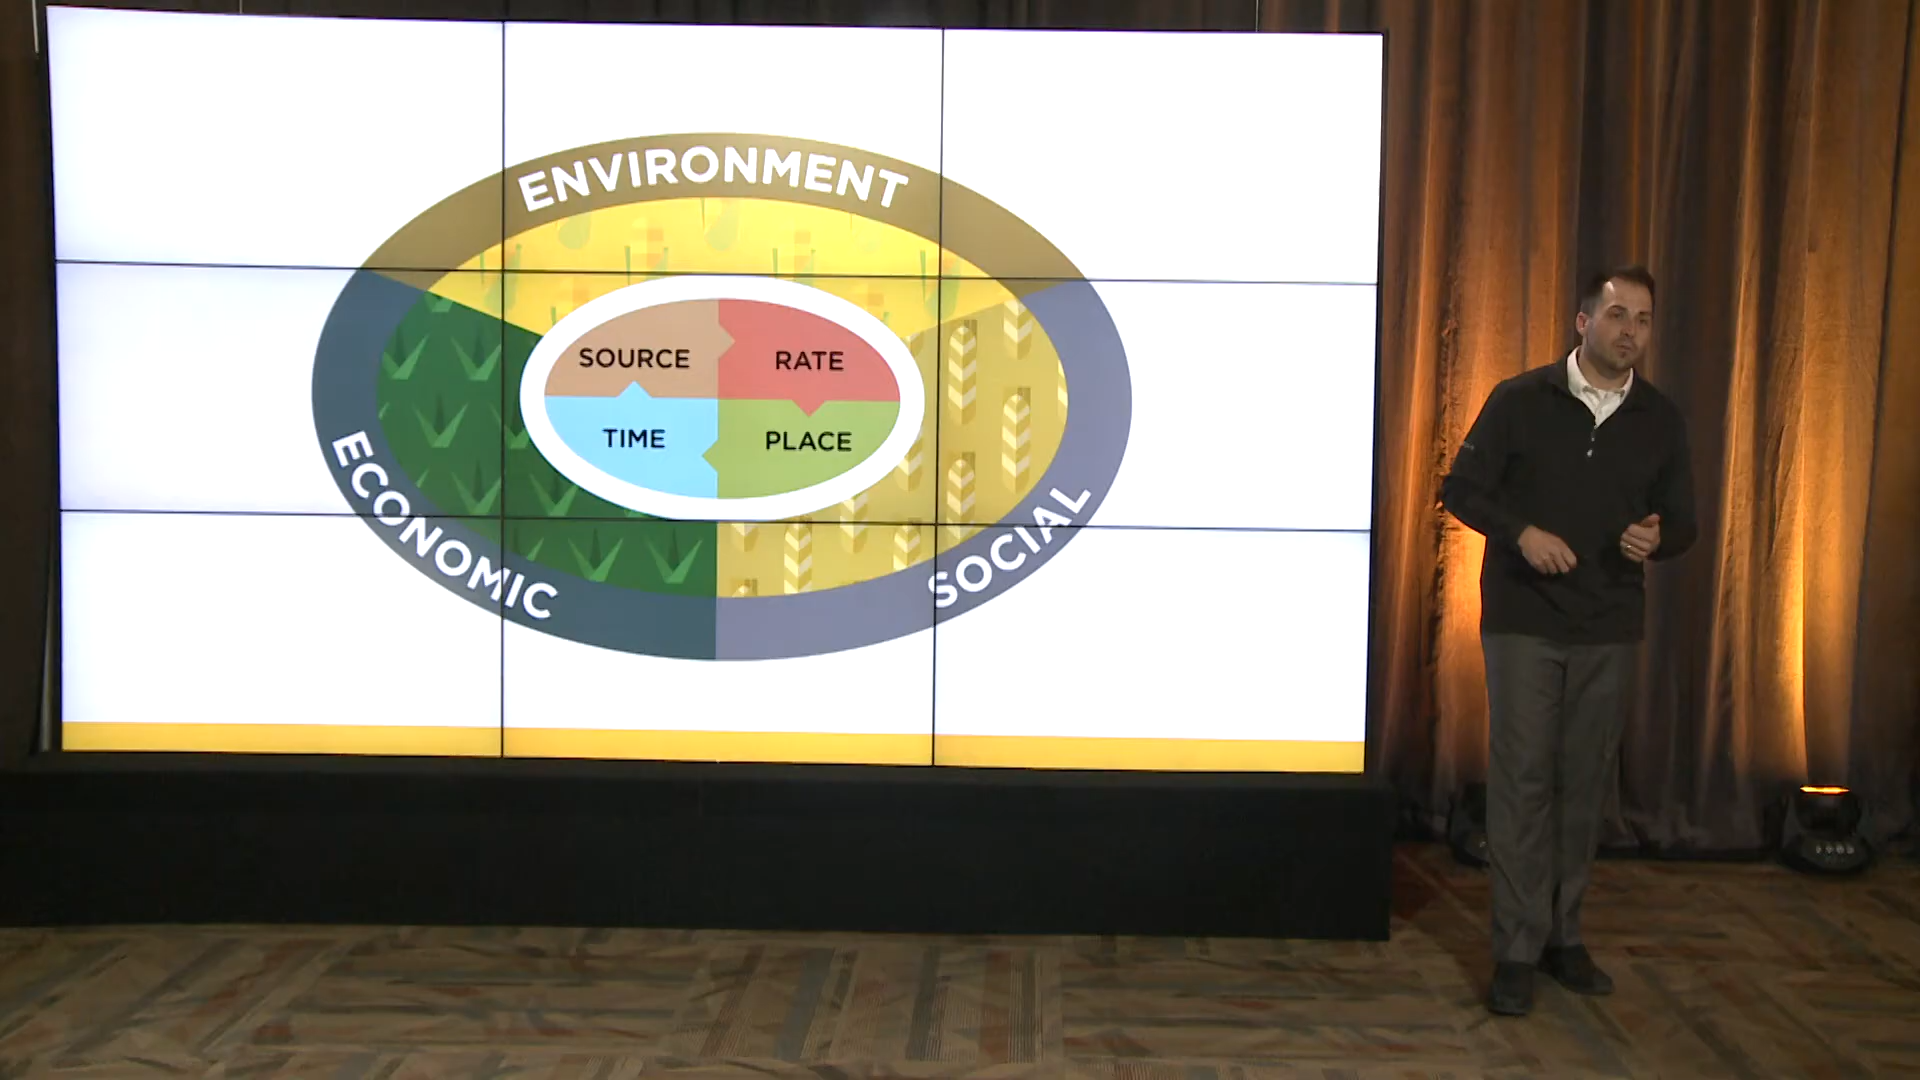 ENVIRONMENT
SOURCE
RATE
TIME
PLACE
ECONOMIC
SOCIAL